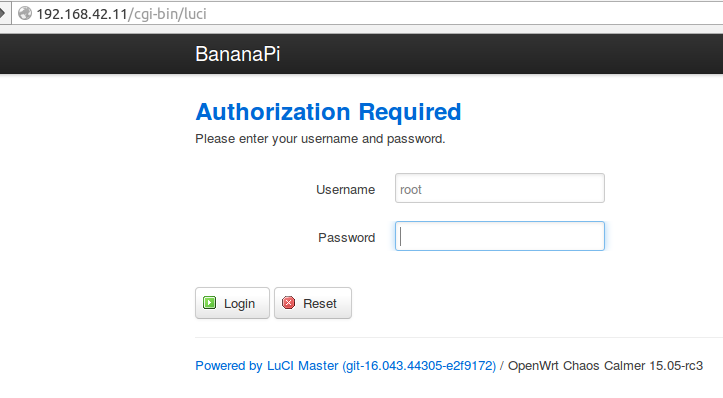 192.168.42.11/cgi-bin/luci
BananaPi
Authorization Required
Please enter your username and password.
Username root
Password
Login Reset
Powered by LuCI Master (git-16.043.44305-e2f9172) / OpenWrt Chaos Calmer 15.05-rc3